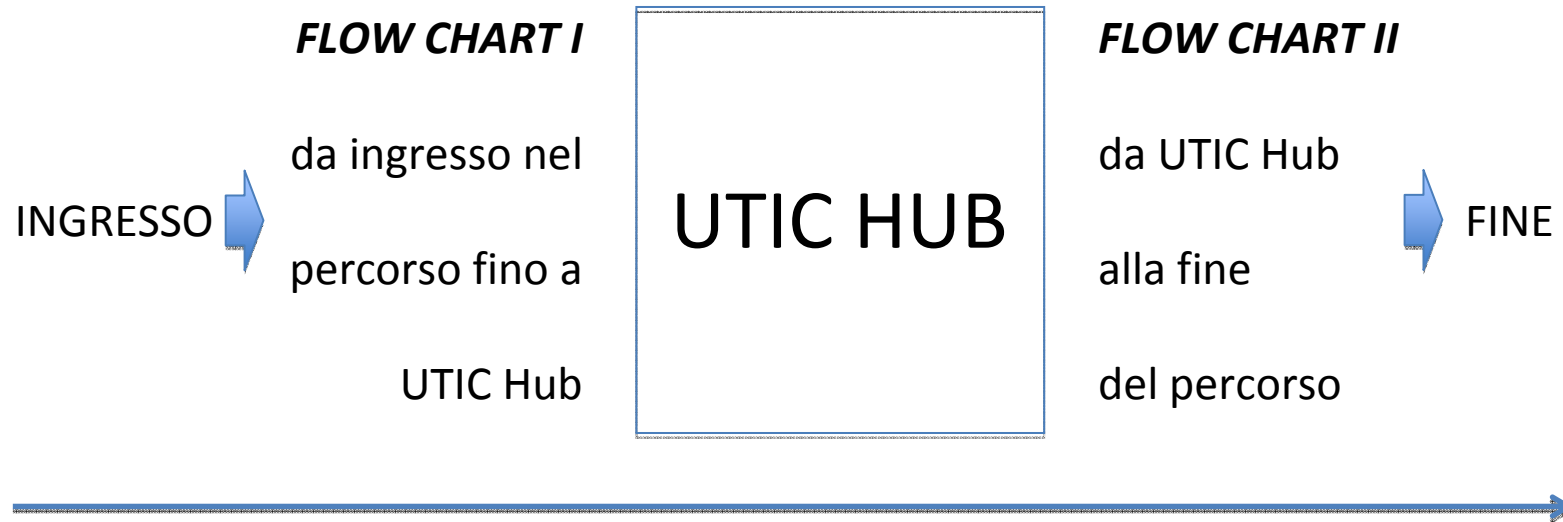 FLOW CHART I
da ingresso nel
percorso fino a
UTIC Hub
INGRESSO
UTIC HUB
FLOW CHART II
da UTIC Hub
alla fine
del percorso
FINE